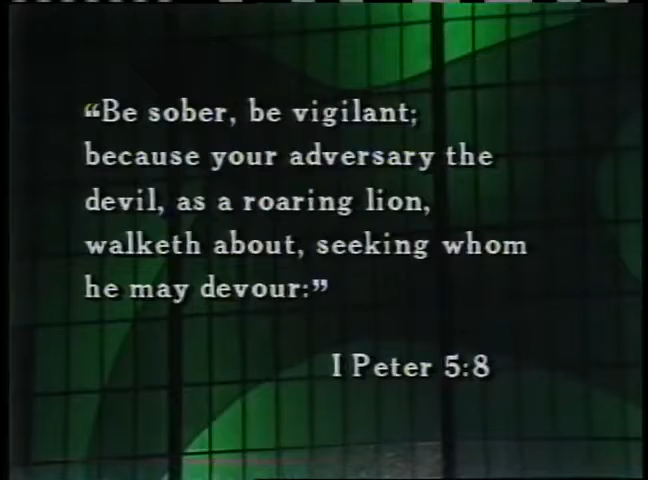 “Be sober, be vigilant;
because your adversary the
devil, as a roaring lion,
walketh about, seeking whom
he may devour:”
I Peter 5:8